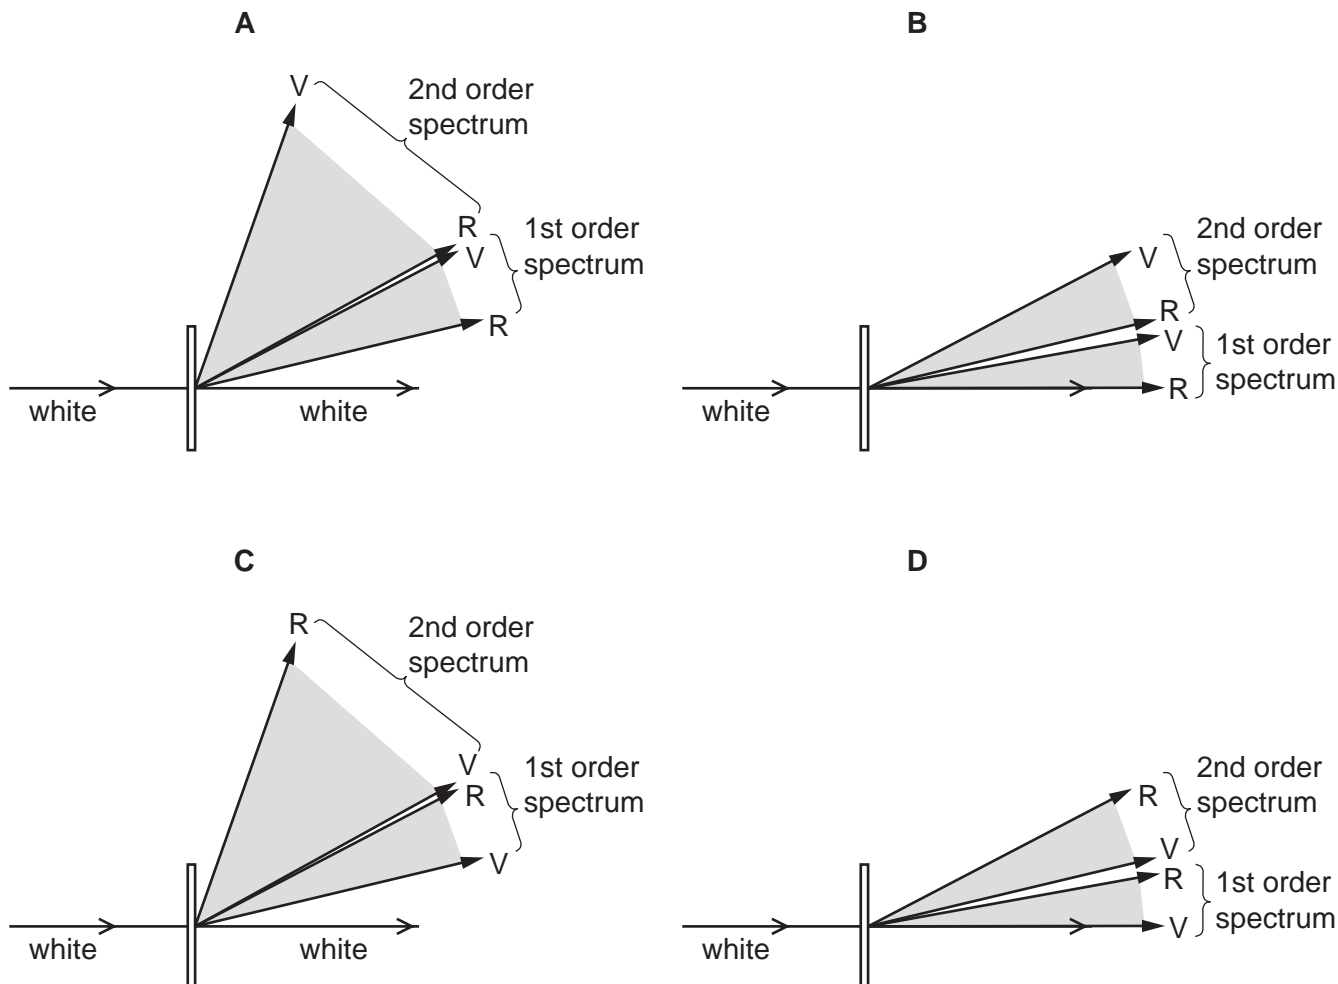 A
V
2nd order
spectrum
R
V
1st order
spectrum
R
white
white
B
V
2nd order
spectrum
R
V
1st order
spectrum
R
white
C
R
2nd order
spectrum
V
R
1st order
spectrum
V
white
white
D
R
2nd order
spectrum
V
R
1st order
spectrum
V
white